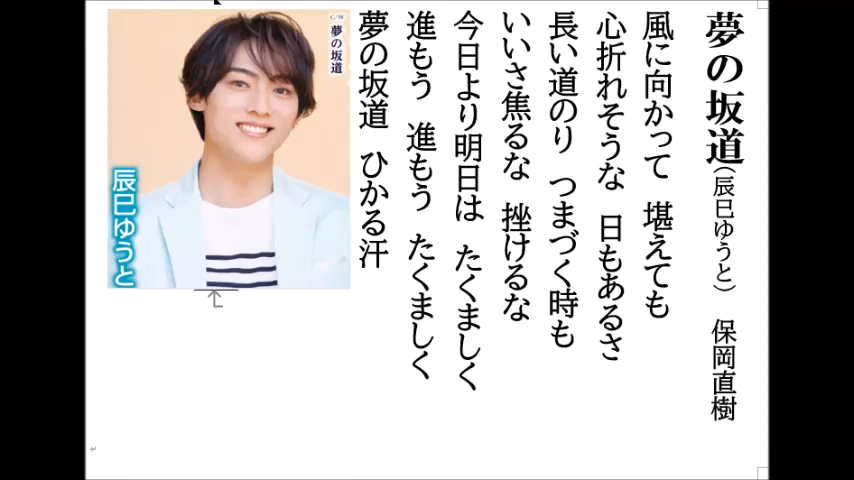 夢の坂道(辰巳ゆうと) 保岡直樹
風に向かって 堪えても
心折れそうな 日もあるさ
長い道のり つまづく時も
いいさ焦るな 挫けるな
今日より明日は たくましく
進もう 進もう たくましく
夢の坂道 ひかる汗
C/W
夢の坂道
辰巳ゆうと